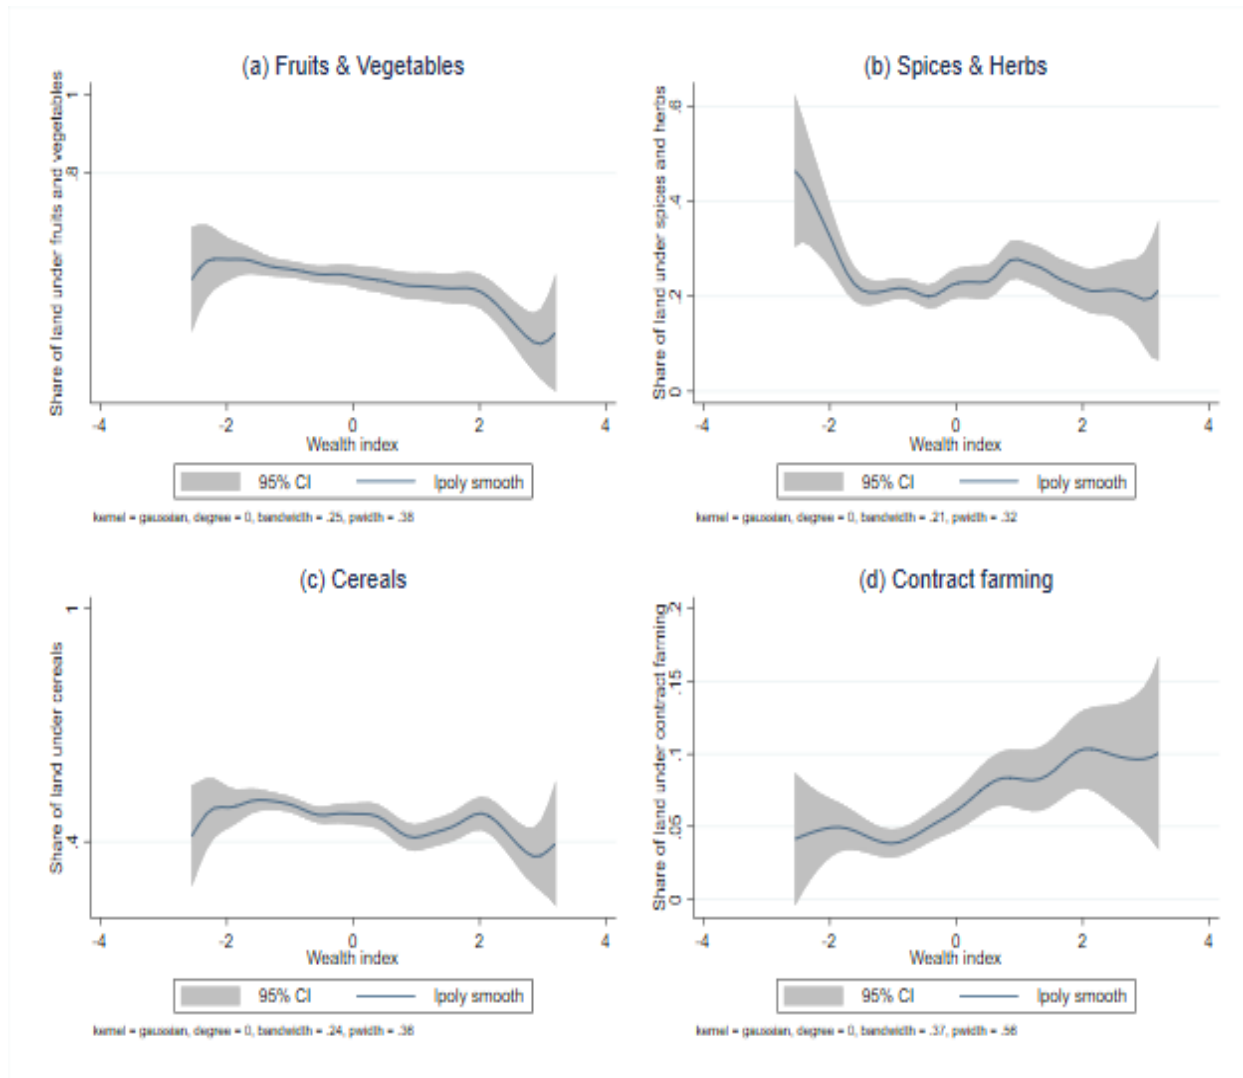 (a) Fruits & Vegetables
Share of land under fruits and vegetables
1
.8
-4 -2 0 2 4
Wealth index
95% CI lpoly smooth
kernel = gaussian, degree = 0, bandwidth = .25, pwidth = .38
(b) Spices & Herbs
Share of land under spices and herbs
.6
.4
.2
0
-4 -2 0 2 4
Wealth index
95% CI lpoly smooth
kernel = gaussian, degree = 0, bandwidth = .21, pwidth = .32
(c) Cereals
Share of land under cereals
1
.4
-4 -2 0 2 4
Wealth index
95% CI lpoly smooth
kernel = gaussian, degree = 0, bandwidth = .24, pwidth = .36
(d) Contract farming
Share of land under contract farming
.2
.15
.1
.05
0
-4 -2 0 2 4
Wealth index
95% CI lpoly smooth
kernel = gaussian, degree = 0, bandwidth = .37, pwidth = .56